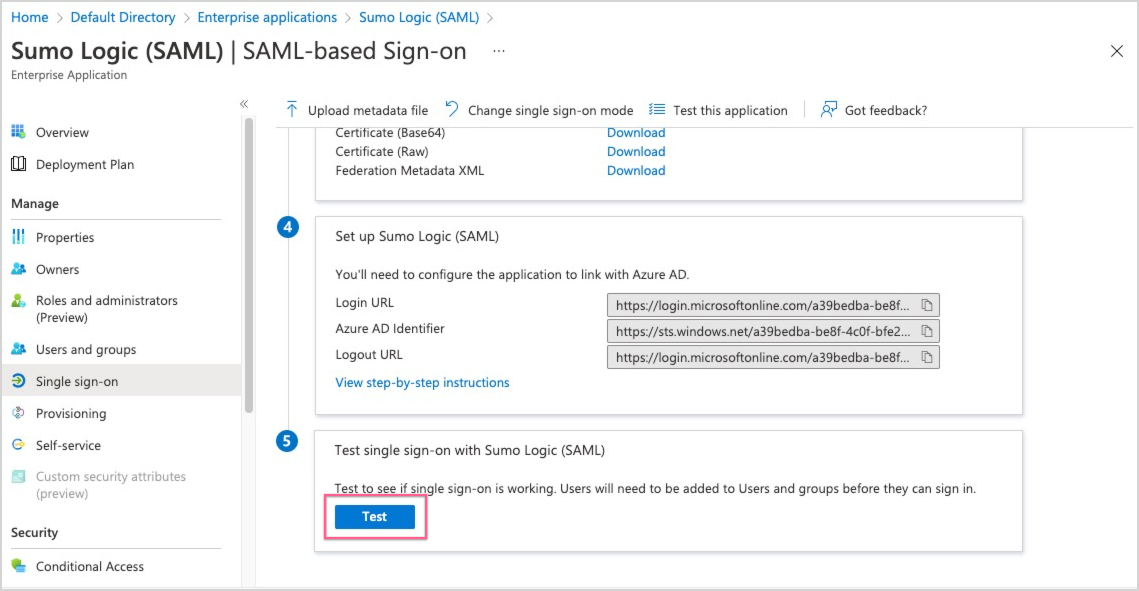 Home > Default Directory > Enterprise applications > Sumo Logic (SAML) >
Sumo Logic (SAML) | SAML-based Sign-on ...
Enterprise Application
Overview
Deployment Plan
Manage
Properties
Owners
Roles and administrators
(Preview)
Users and groups
Single sign-on
Provisioning
Self-service
Custom security attributes
(preview)
Security
Conditional Access
Upload metadata file Change single sign-on mode Test this application Got feedback?
Certificate (Base64) Download
Certificate (Raw) Download
Federation Metadata XML Download
4
Set up Sumo Logic (SAML)
You'll need to configure the application to link with Azure AD.
Login URL https://login.microsoftonline.com/a39bedba-be8f...
Azure AD Identifier https://sts.windows.net/a39bedba-be8f-4c0f-bfe2...
Logout URL https://login.microsoftonline.com/a39bedba-be8f...
View step-by-step instructions
5
Test single sign-on with Sumo Logic (SAML)
Test to see if single sign-on is working. Users will need to be added to Users and groups before they can sign in.
Test